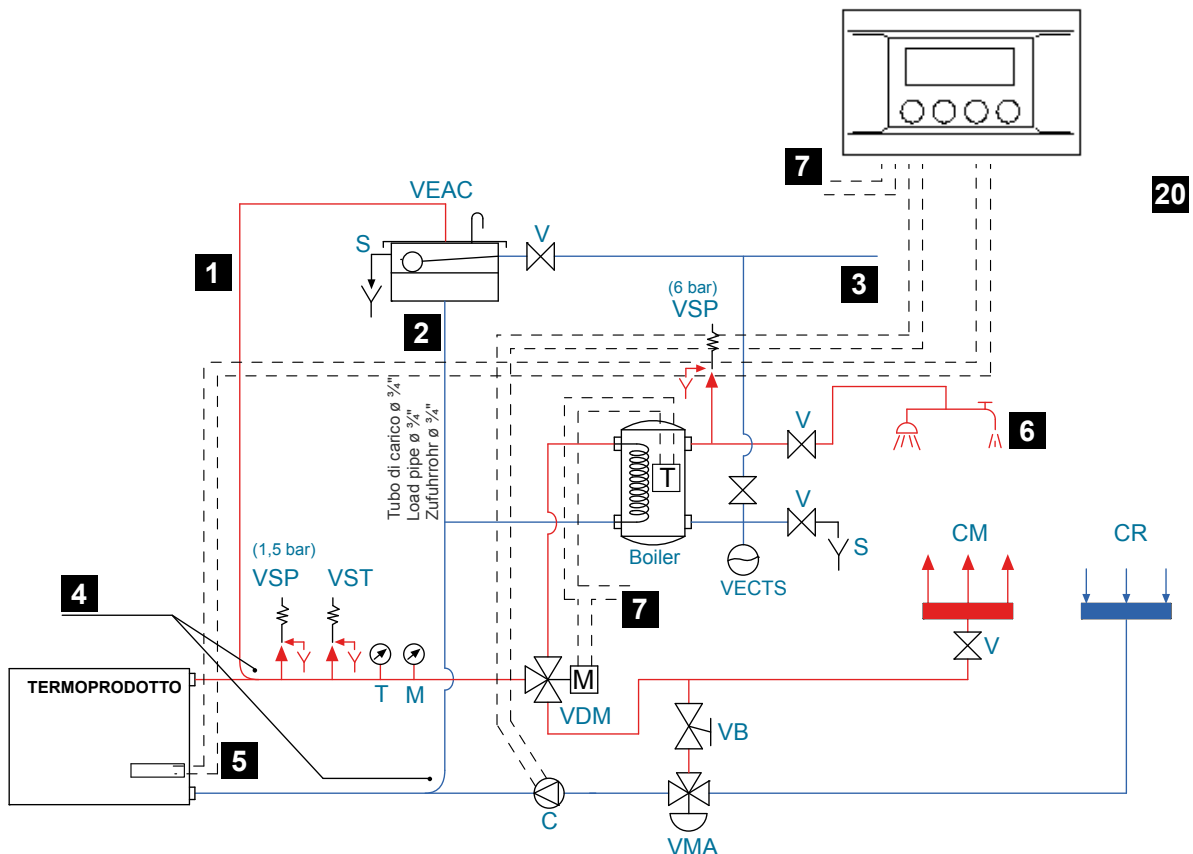 7
20
VEAC
S
V
1
3
(6 bar)
VSP
2
Tubo di carico ø ¾"
Load pipe ø ¾"
Zufuhrrohr ø ¾"
V
6
T
V
Boiler
S
VECTS
CM
CR
(1,5 bar)
VSP
VST
4
7
V
TERMOPRODOTTO
M
T
M
VDM
VB
5
C
VMA